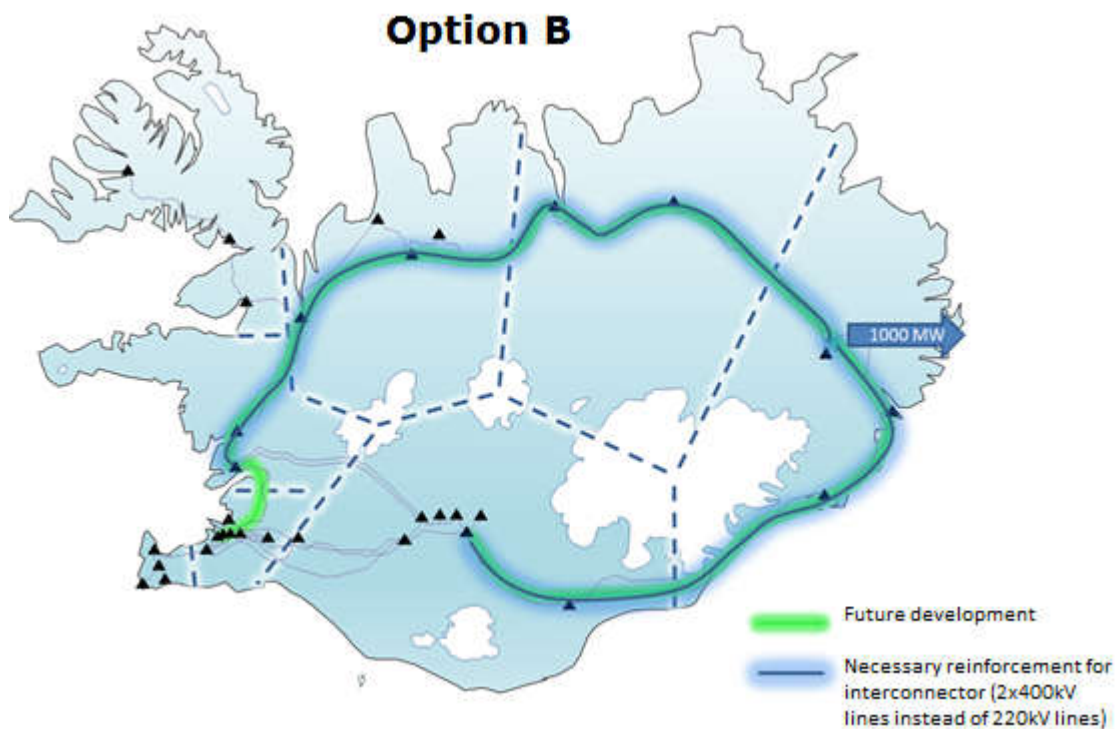 Option B
1000 MW
Future development
Necessary reinforcement for
interconnector (2x400kV
lines instead of 220kV lines)